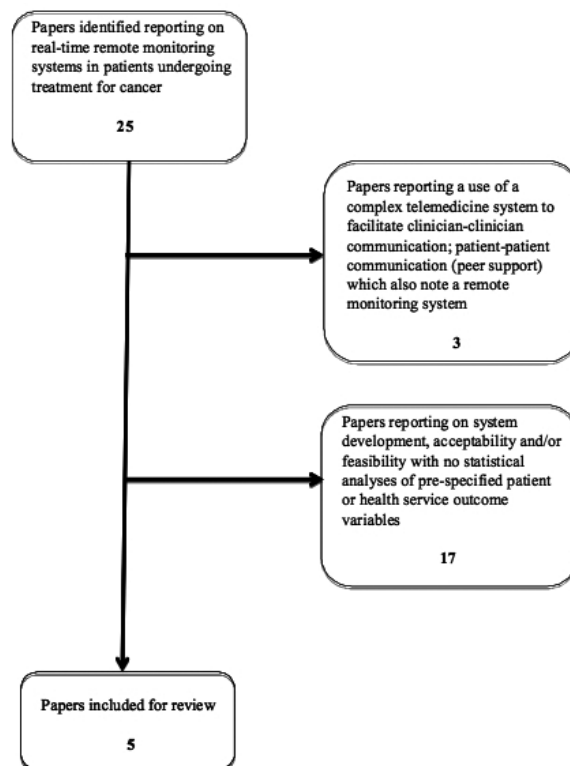 Papers identified reporting on
real-time remote monitoring
systems in patients undergoing
treatment for cancer
25
Papers reporting a use of a
complex telemedicine system to
facilitate clinician-clinician
communication; patient-patient
communication (peer support)
which also note a remote
monitoring system
3
Papers reporting on system
development, acceptability and/or
feasibility with no statistical
analyses of pre-specified patient
or health service outcome
variables
17
Papers included for review
5